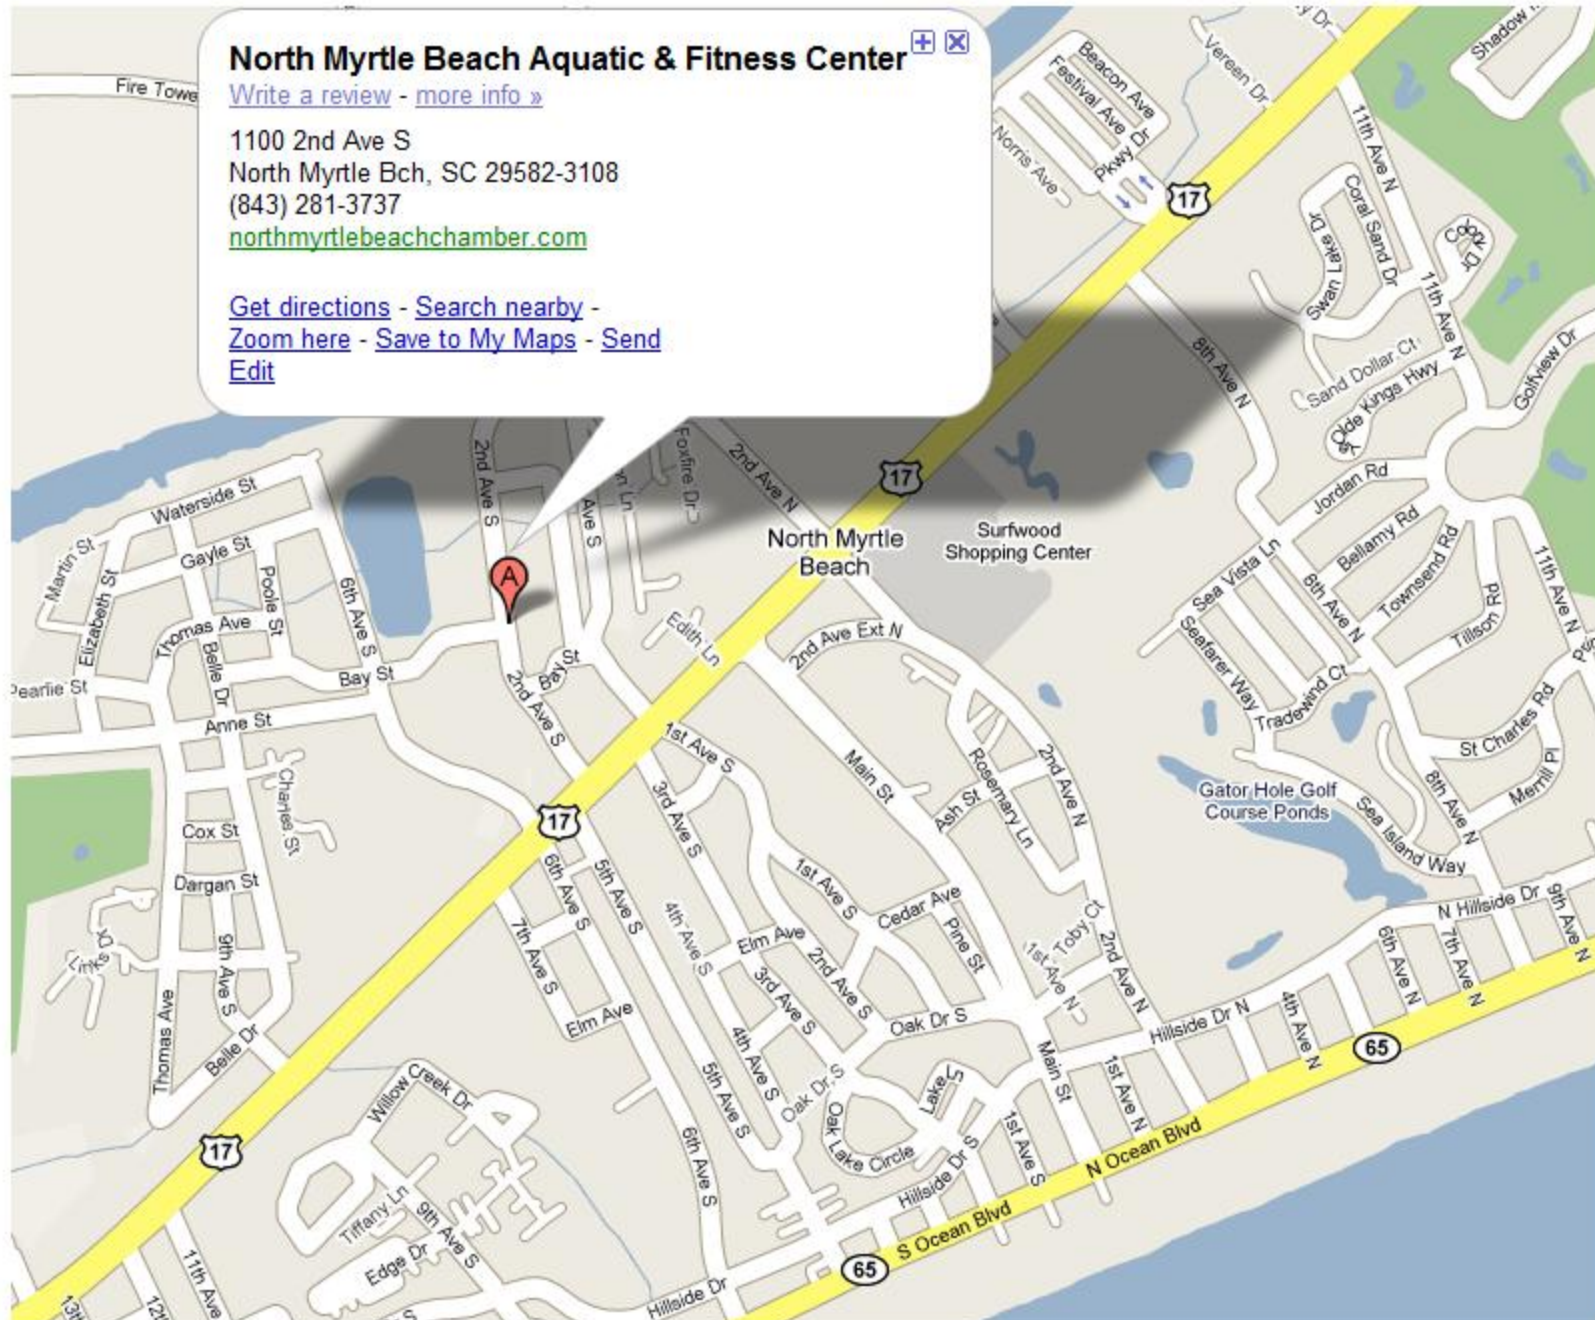 North Myrtle Beach Aquatic & Fitness Center
Write a review - more info »
1100 2nd Ave S
North Myrtle Bch, SC 29582-3108
(843) 281-3737
northmyrtlebeachchamber.com
Get directions - Search nearby -
Zoom here - Save to My Maps - Send
Edit
Fire Towe
Beacon Ave
Festival Ave
Pkwy Dr
Norris Ave
Vereen Dr
y Dr
11th Ave N
17
Coral Sand Dr
Swan Lake Dr
Colony Dr
11th Ave N
Sand Dollar Ct
Olde Kings Hwy
Golfview Dr
8th Ave N
2nd Ave S
Ave S
Foxfire Dr
2nd Ave N
17
North Myrtle
Beach
Surfwood
Shopping Center
Jordan Rd
Bellamy Rd
Townsend Rd
Tillson Rd
11th Ave N
Sea Vista Ln
Seafarer Way
Tradewind Ct
6th Ave N
St Charles Rd
Merrill Pl
8th Ave N
Waterside St
Martin St
Gayle St
Elizabeth St
Poole St
Thomas Ave
Belle Dr
6th Ave S
Bay St
Pearlie St
Anne St
A
Bay St
2nd Ave S
Edith Ln
2nd Ave Ext N
1st Ave S
Main St
Rosemary Ln
2nd Ave N
Ash St
3rd Ave S
Gator Hole Golf
Course Ponds
Sea Island Way
Charles St
Cox St
Dargan St
17
6th Ave S
5th Ave S
7th Ave S
4th Ave S
Elm Ave
1st Ave S
Cedar Ave
Pine St
Toby Ct
1st Ave N
2nd Ave N
N Hillside Dr
9th Ave N
7th Ave N
6th Ave N
4th Ave N
Links Dr
9th Ave S
Thomas Ave
Belle Dr
Elm Ave
3rd Ave S
2nd Ave S
4th Ave S
Oak Dr S
Oak Dr S
Hillside Dr N
65
Main St
1st Ave N
Willow Creek Dr
5th Ave S
6th Ave S
Oak Lake Circle
Lake
Hillside Dr S
1st Ave S
N Ocean Blvd
S Ocean Blvd
65
17
Tiffany Ln
9th Ave S
Edge Dr
Hillside Dr
11th Ave